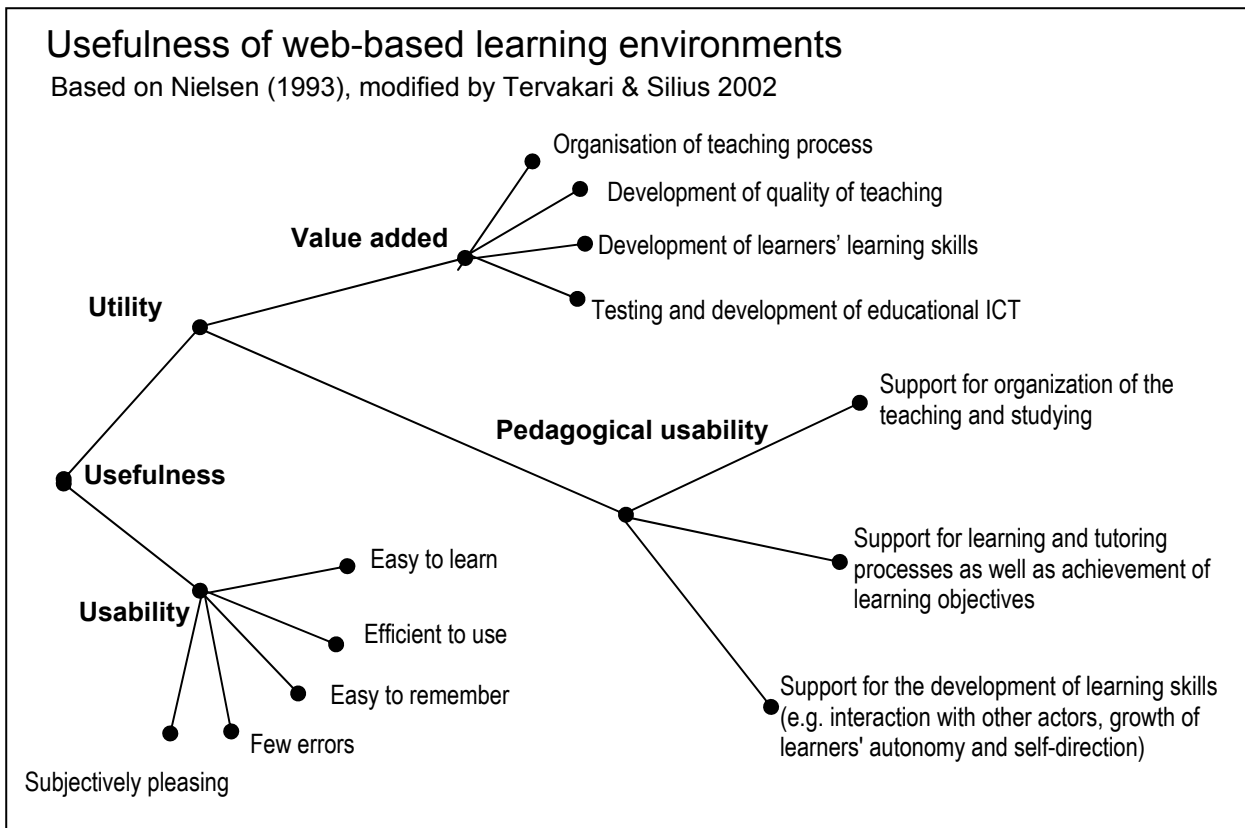 Usefulness of web-based learning environments
Based on Nielsen (1993), modified by Tervakari & Silius 2002
Organisation of teaching process
Development of quality of teaching
Value added
Development of learners’ learning skills
Utility
Testing and development of educational ICT
Support for organization of the
teaching and studying
Pedagogical usability
Usefulness
Support for learning and tutoring
processes as well as achievement of
learning objectives
Easy to learn
Usability
Efficient to use
Easy to remember
Support for the development of learning skills
(e.g. interaction with other actors, growth of
learners' autonomy and self-direction)
Few errors
Subjectively pleasing